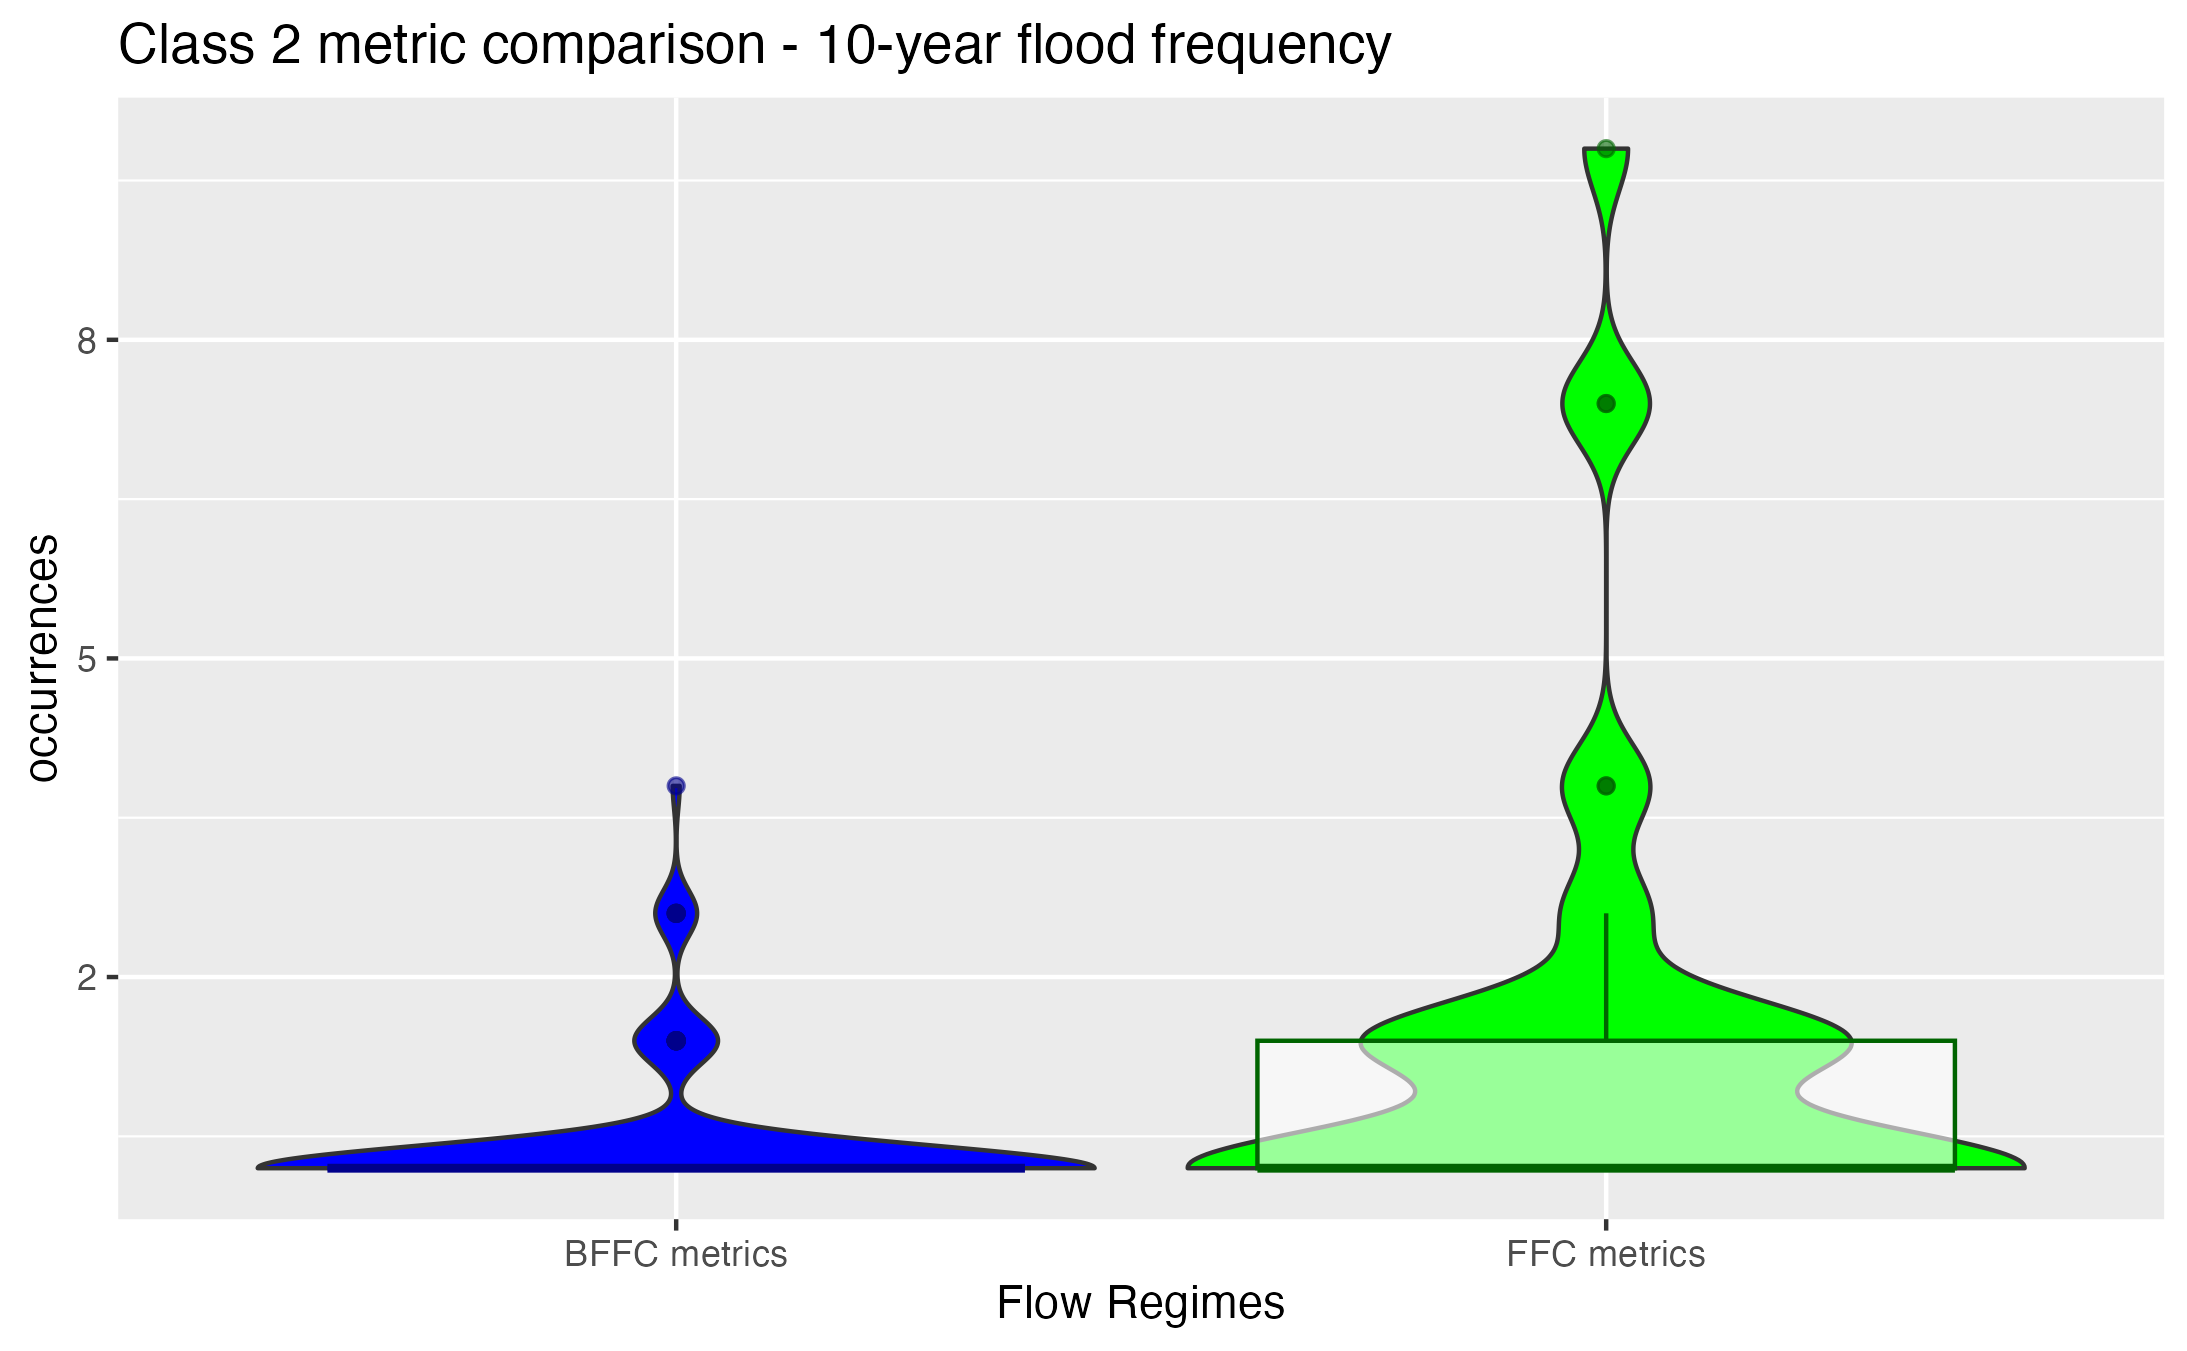 Class 2 metric comparison - 10-year flood frequency
occurrences
8
5
2
BFFC metrics
FFC metrics
Flow Regimes